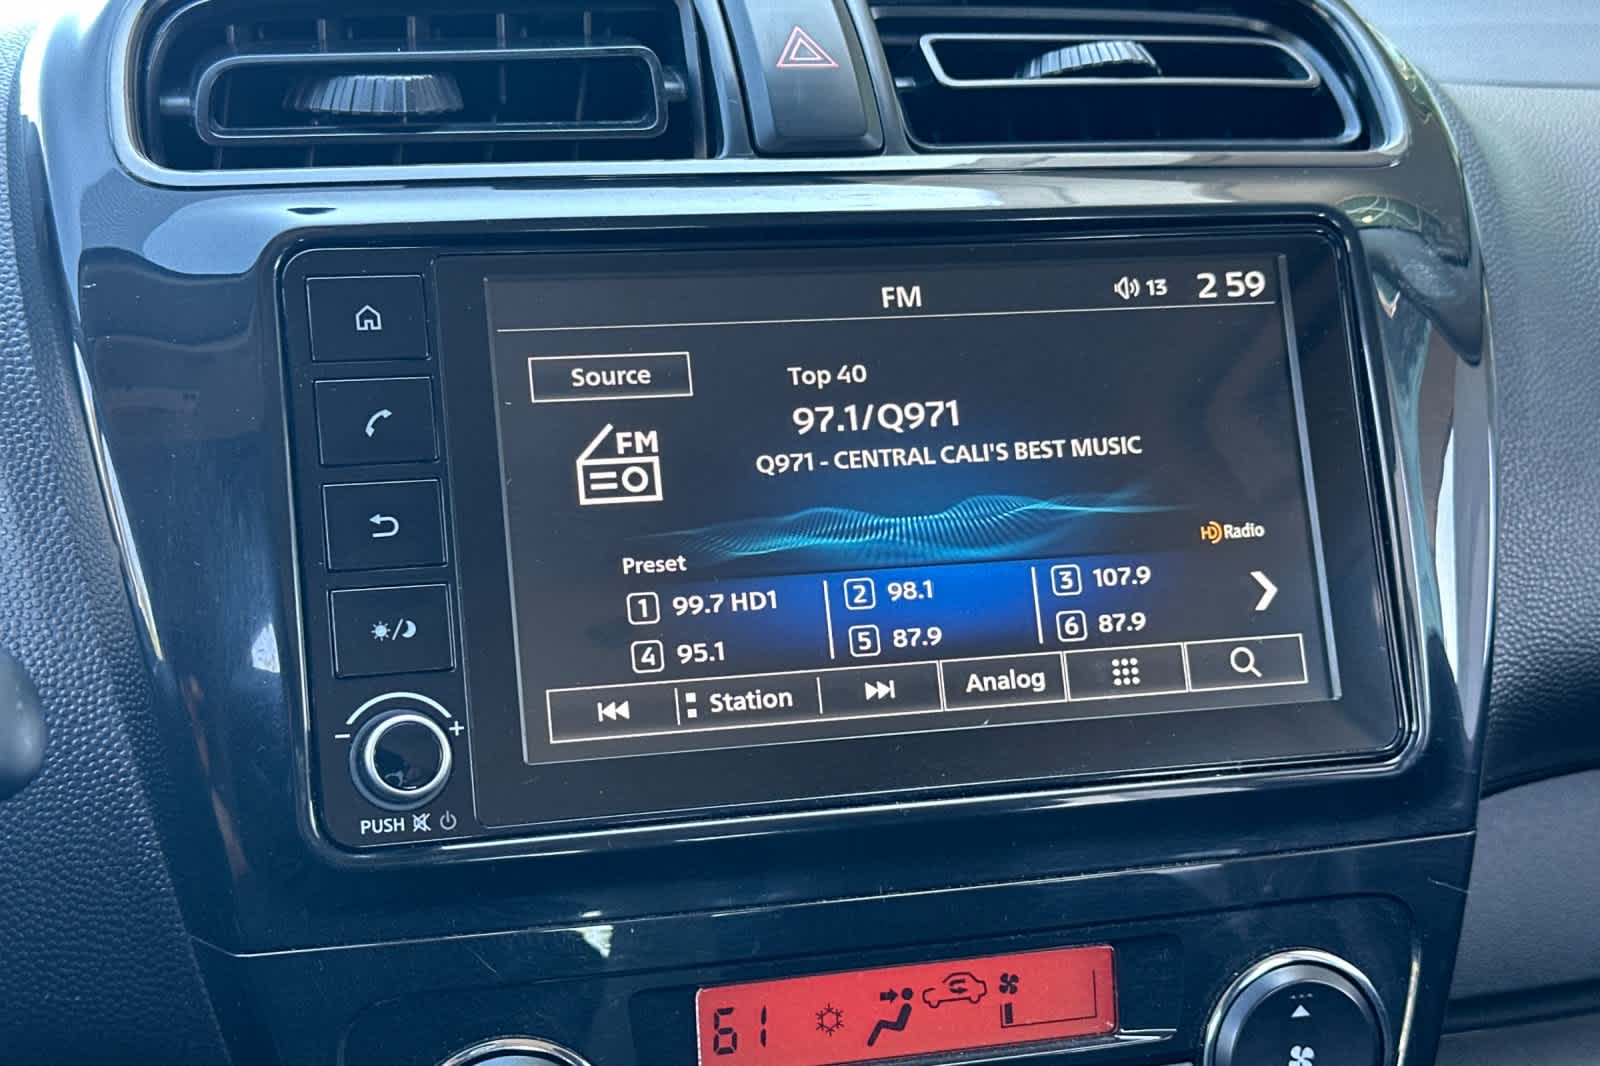 FM
13
2 59
Source
Top 40
97.1/Q971
FM
Q971 - CENTRAL CALI'S BEST MUSIC
HD Radio
Preset
1 99.7 HD1
2 98.1
3 107.9
4 95.1
5 87.9
6 87.9
Station
Analog
- +
PUSH
61